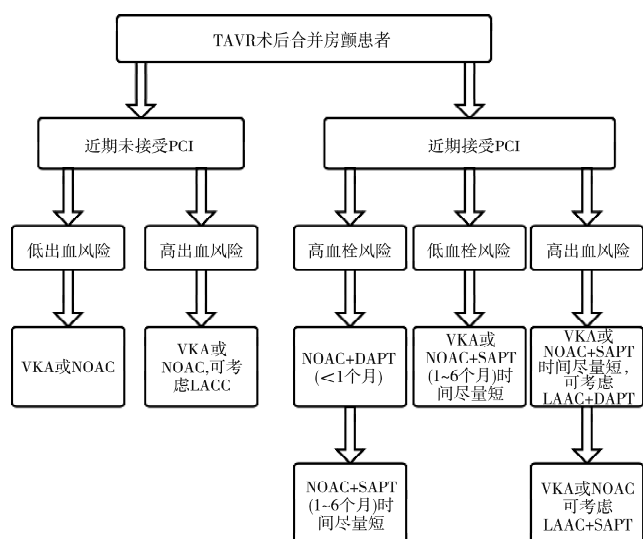 TAVR术后合并房颤患者
近期未接受PCI
近期接受PCI
低出血风险
高出血风险
高血栓风险
低血栓风险
高出血风险
VKA或NOAC
VKA或
NOAC,可考
虑LACC
NOAC+DAPT
(<1个月)
VKA或
NOAC+SAPT
(1~6个月)时
间尽量短
VKA或
NOAC+SAPT
时间尽量短,
可考虑
LAAC+DAPT
NOAC+SAPT
(1~6个月)时
间尽量短
VKA或NOAC
可考虑
LAAC+SAPT